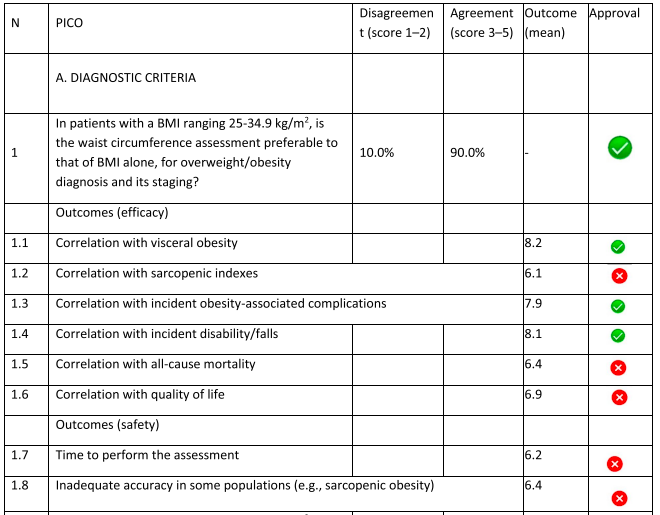 N PICO Disagreemen Agreement Outcome Approval
t (score 1–2) (score 3–5) (mean)
A. DIAGNOSTIC CRITERIA
In patients with a BMI ranging 25-34.9 kg/m², is
the waist circumference assessment preferable to
1 that of BMI alone, for overweight/obesity 10.0% 90.0% -
diagnosis and its staging?
Outcomes (efficacy)
1.1 Correlation with visceral obesity 8.2
1.2 Correlation with sarcopenic indexes 6.1
1.3 Correlation with incident obesity-associated complications 7.9
1.4 Correlation with incident disability/falls 8.1
1.5 Correlation with all-cause mortality 6.4
1.6 Correlation with quality of life 6.9
Outcomes (safety)
1.7 Time to perform the assessment 6.2
1.8 Inadequate accuracy in some populations (e.g., sarcopenic obesity) 6.4